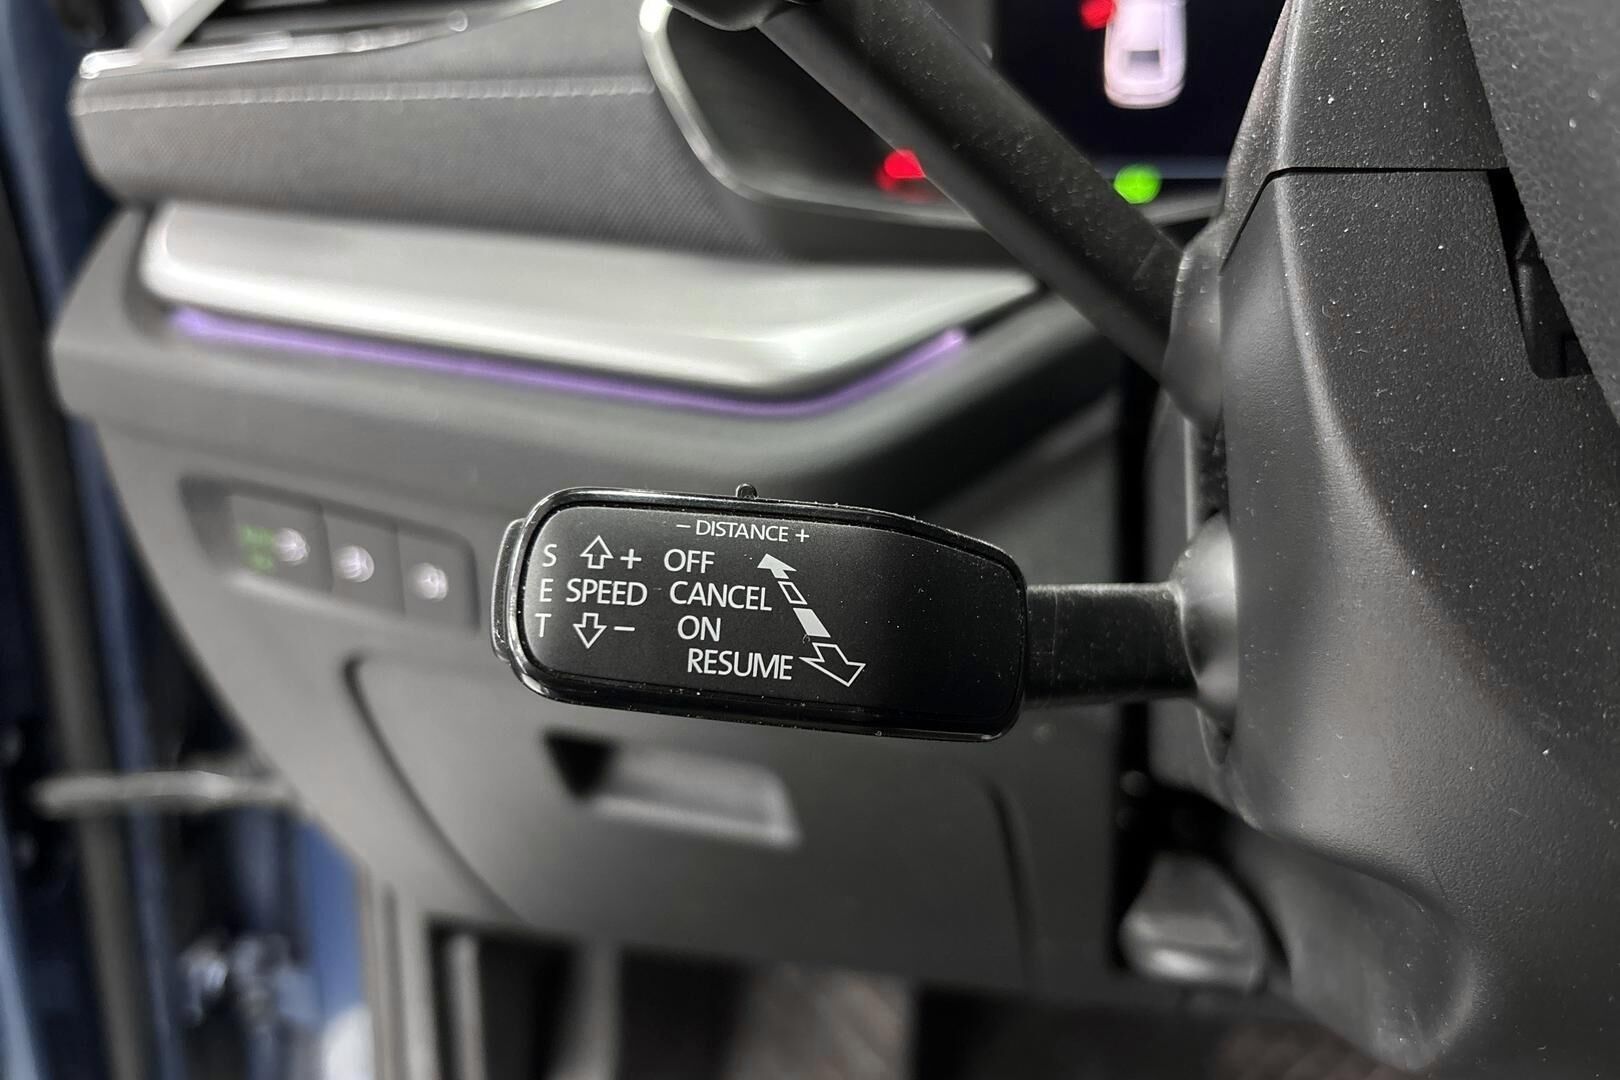 − DISTANCE +
S + OFF
E SPEED CANCEL
T − ON
RESUME